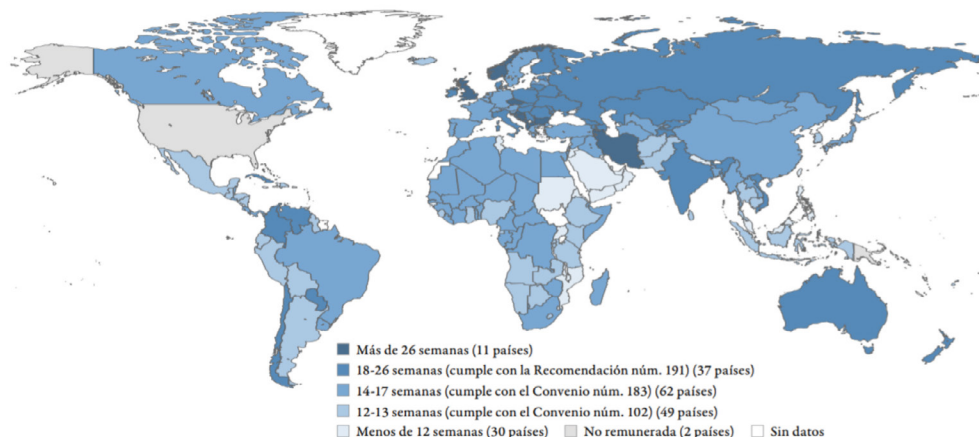 Más de 26 semanas (11 países)
18-26 semanas (cumple con la Recomendación núm. 191) (37 países)
14-17 semanas (cumple con el Convenio núm. 183) (62 países)
12-13 semanas (cumple con el Convenio núm. 102) (49 países)
Menos de 12 semanas (30 países) No remunerada (2 países) Sin datos